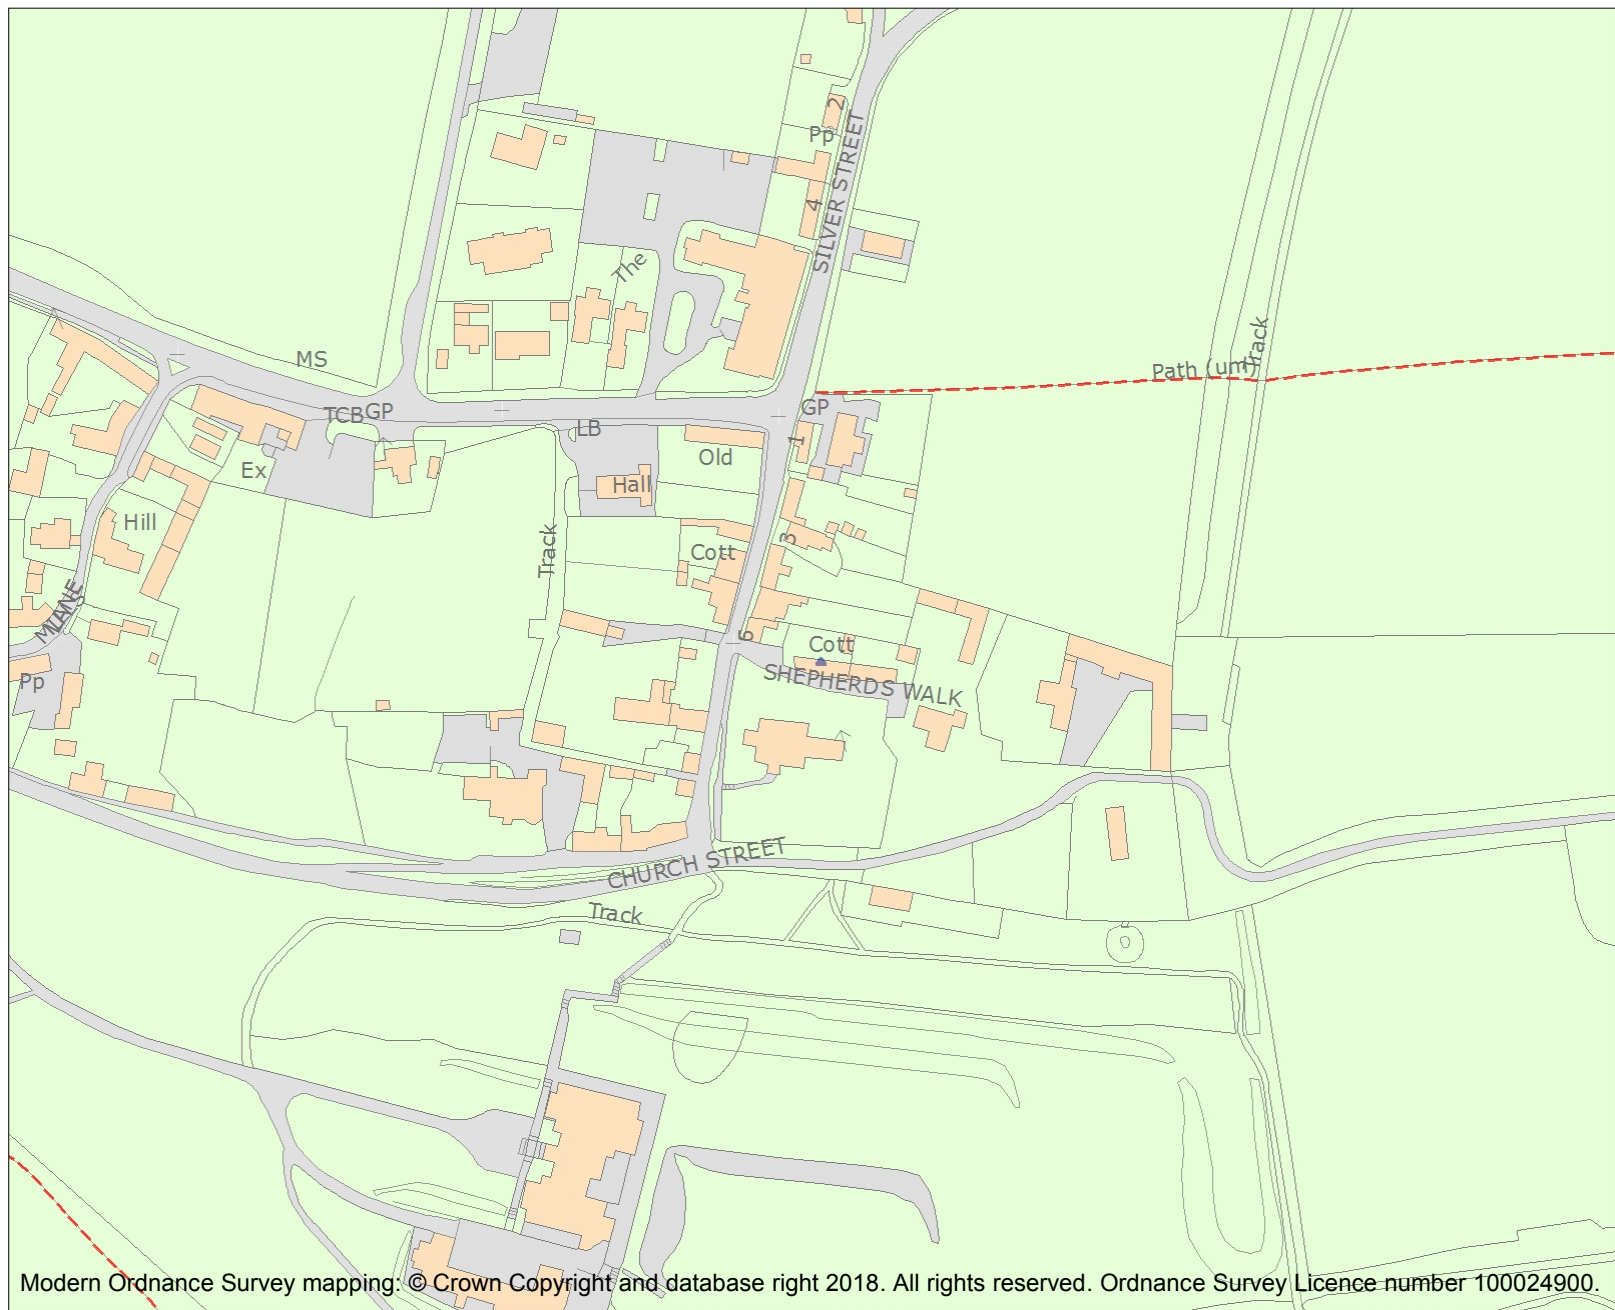 2
Pp
SILVER STREET
4
The
Track
Path (um)
MS
TCB
GP
GP
LB
1
Old
Ex
Hall
Hill
Track
3
Cott
LANE
6
Cott
SHEPHERDS WALK
Pp
CHURCH STREET
Track
Modern Ordnance Survey mapping: © Crown Copyright and database right 2018. All rights reserved. Ordnance Survey Licence number 100024900.